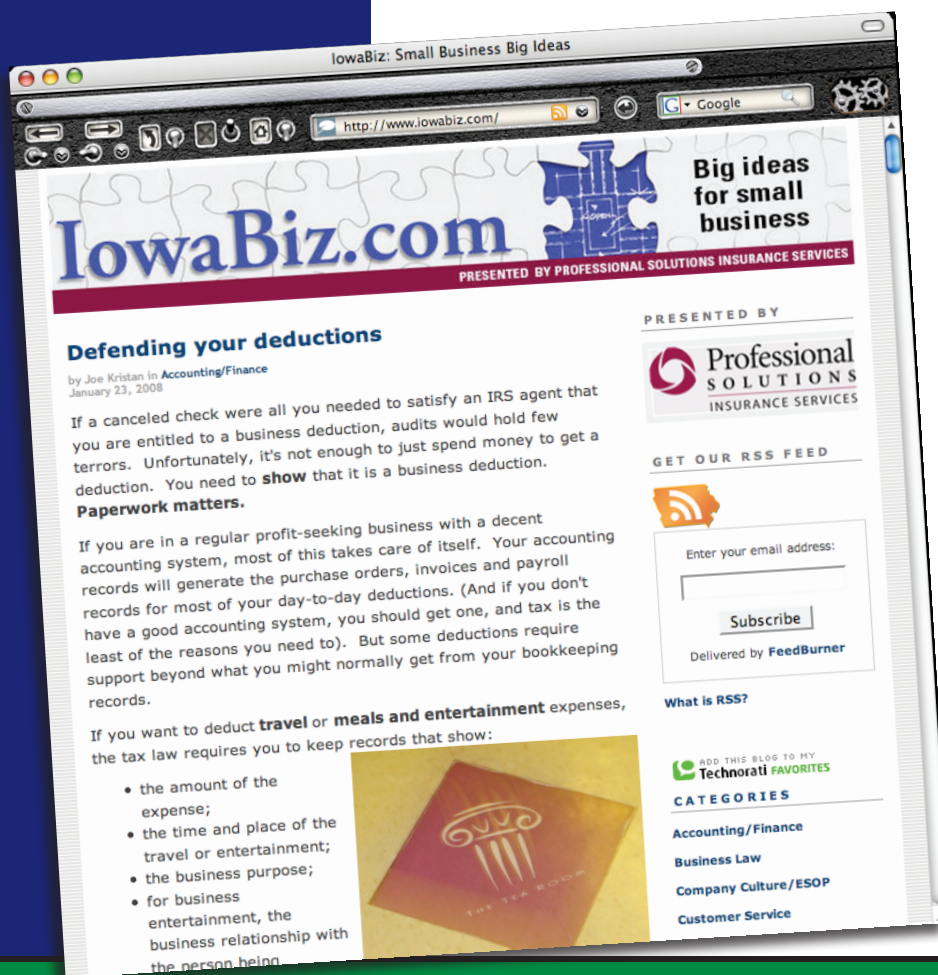 IowaBiz: Small Business Big Ideas
http://www.iowabiz.com/
G Google
IowaBiz.com
OPEN
Big ideas
for small
business
PRESENTED BY PROFESSIONAL SOLUTIONS INSURANCE SERVICES
Defending your deductions
by Joe Kristan in Accounting/Finance
January 23, 2008
If a canceled check were all you needed to satisfy an IRS agent that
you are entitled to a business deduction, audits would hold few
terrors. Unfortunately, it's not enough to just spend money to get a
deduction. You need to show that it is a business deduction.
Paperwork matters.
If you are in a regular profit-seeking business with a decent
accounting system, most of this takes care of itself. Your accounting
records will generate the purchase orders, invoices and payroll
records for most of your day-to-day deductions. (And if you don't
have a good accounting system, you should get one, and tax is the
least of the reasons you need to). But some deductions require
support beyond what you might normally get from your bookkeeping
records.
If you want to deduct travel or meals and entertainment expenses,
the tax law requires you to keep records that show:
• the amount of the
expense;
• the time and place of the
travel or entertainment;
• the business purpose;
• for business
entertainment, the
business relationship with
the person being
THE TEA ROOM
PRESENTED BY
Professional
SOLUTIONS
INSURANCE SERVICES
GET OUR RSS FEED
Enter your email address:
Subscribe
Delivered by FeedBurner
What is RSS?
ADD THIS BLOG TO MY
Technorati FAVORITES
CATEGORIES
Accounting/Finance
Business Law
Company Culture/ESOP
Customer Service